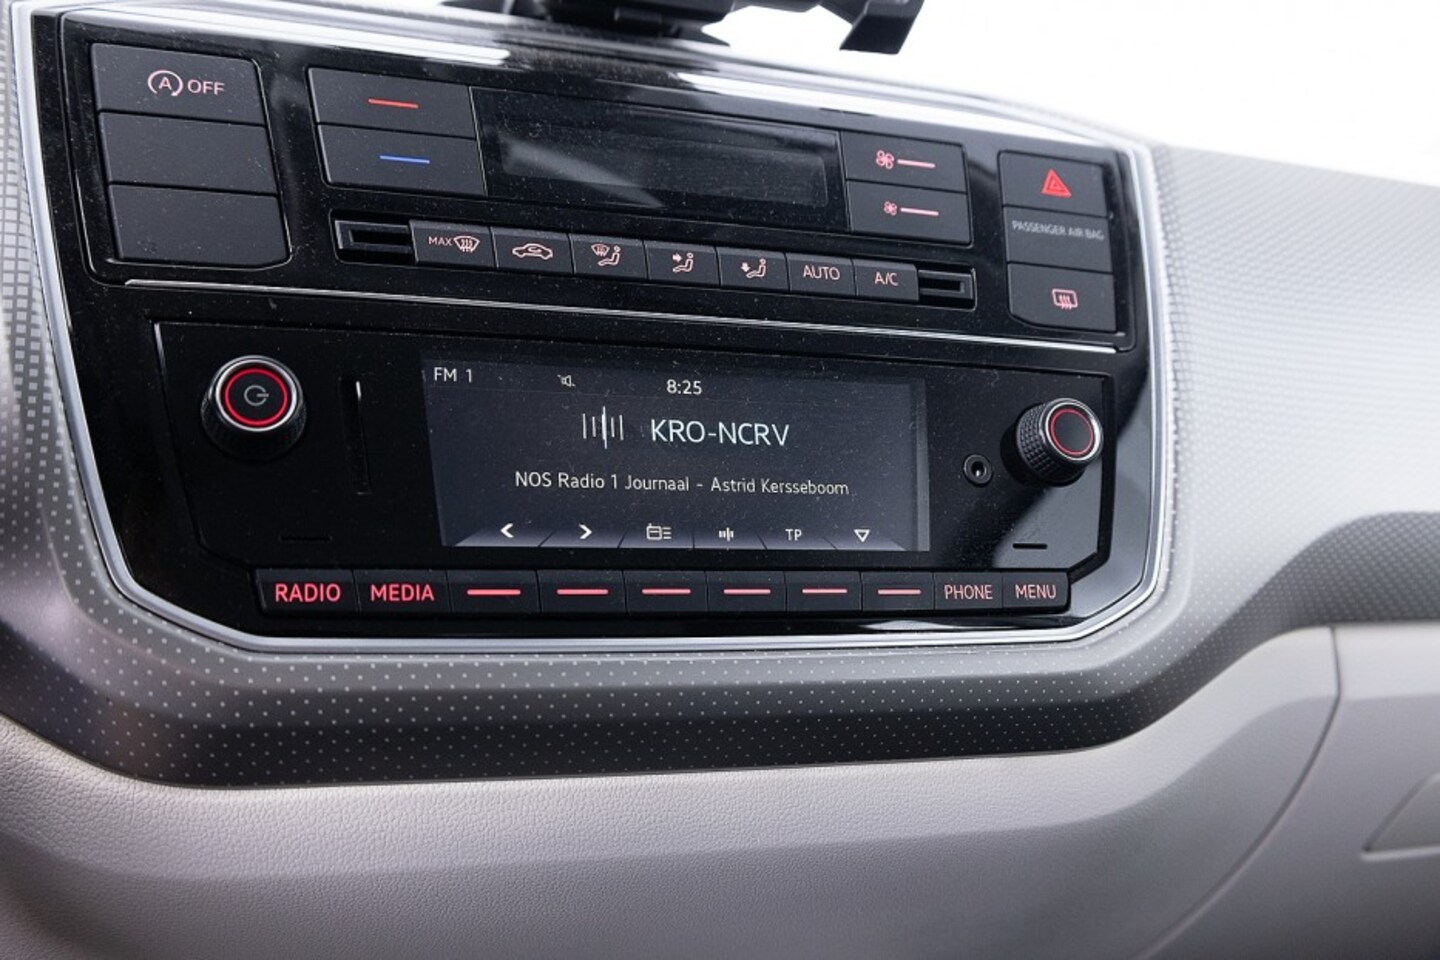 A OFF
PASSENGER AIR BAG
MAX
AUTO
A/C
FM 1
8:25
KRO-NCRV
NOS Radio 1 Journaal - Astrid Kersseboom
TP
RADIO
MEDIA
PHONE
MENU